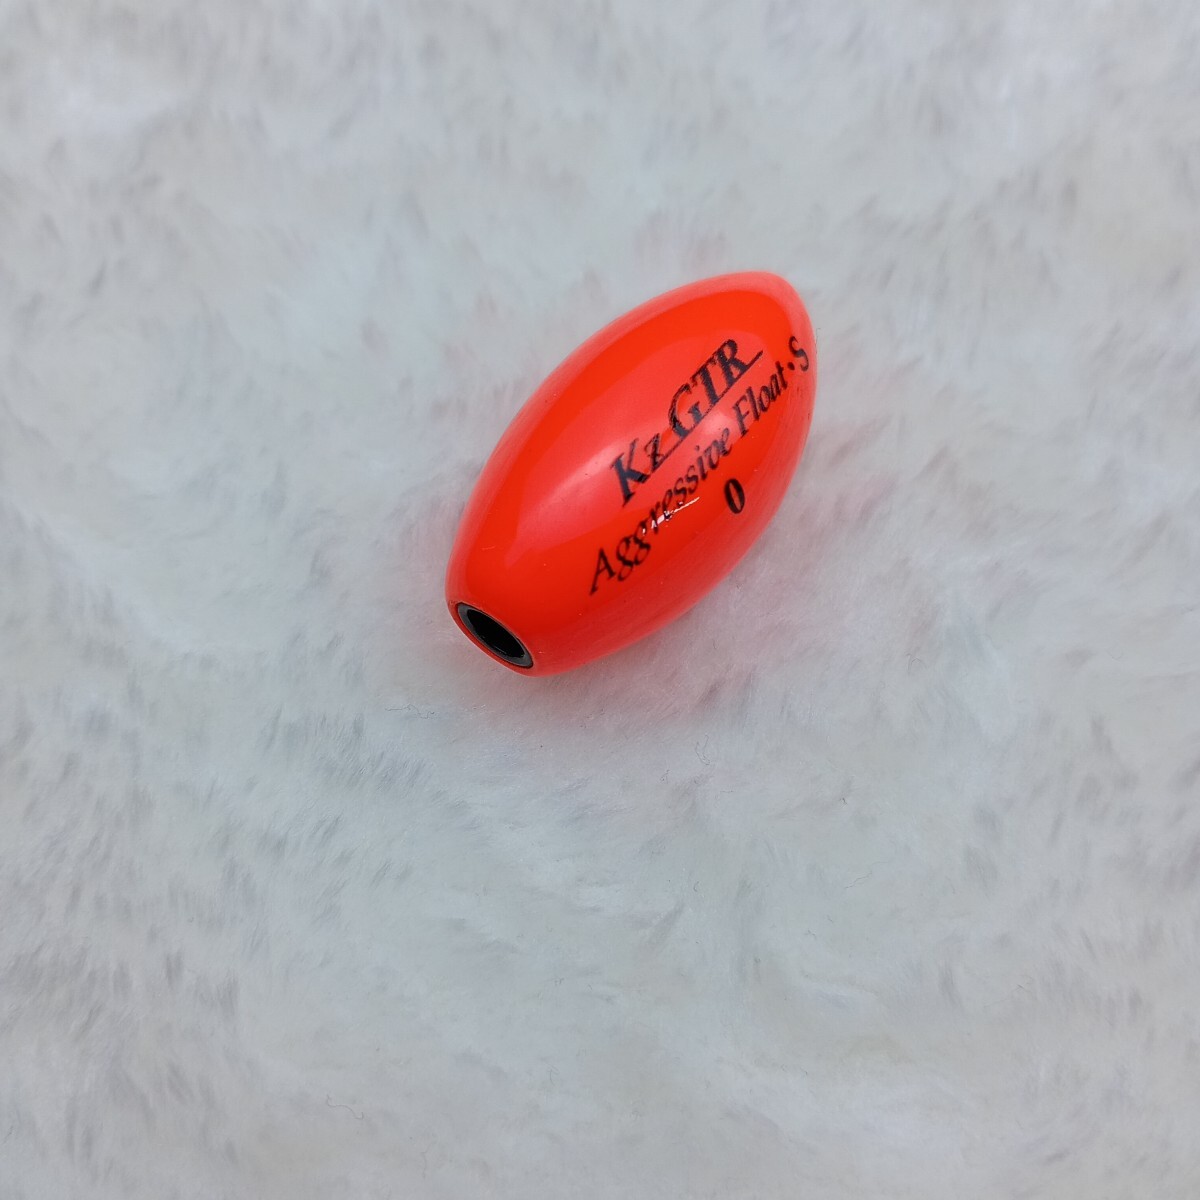 Kz GTR
Aggressive Float・S
0